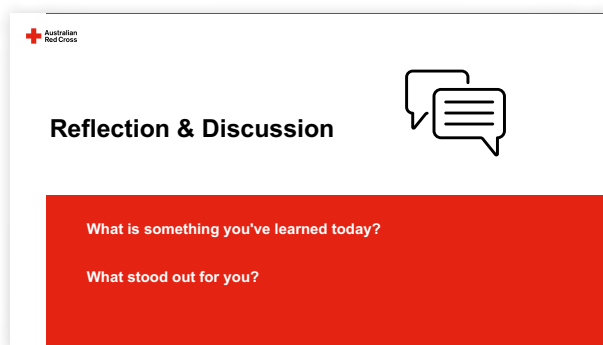 Australian
Red Cross
Reflection & Discussion
What is something you've learned today?
What stood out for you?